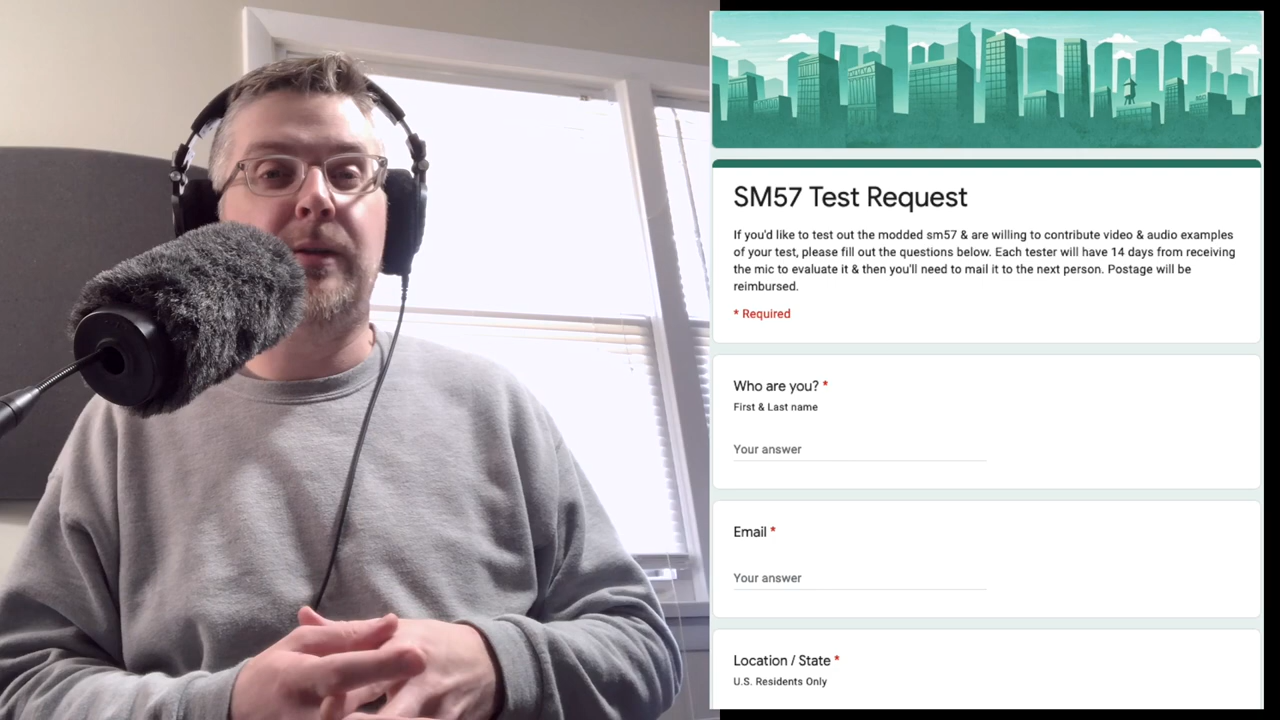 SM57 Test Request
If you'd like to test out the modded sm57 & are willing to contribute video & audio examples
of your test, please fill out the questions below. Each tester will have 14 days from receiving
the mic to evaluate it & then you'll need to mail it to the next person. Postage will be
reimbursed.
* Required
Who are you? *
First & Last name
Your answer
Email *
Your answer
Location / State *
U.S. Residents Only